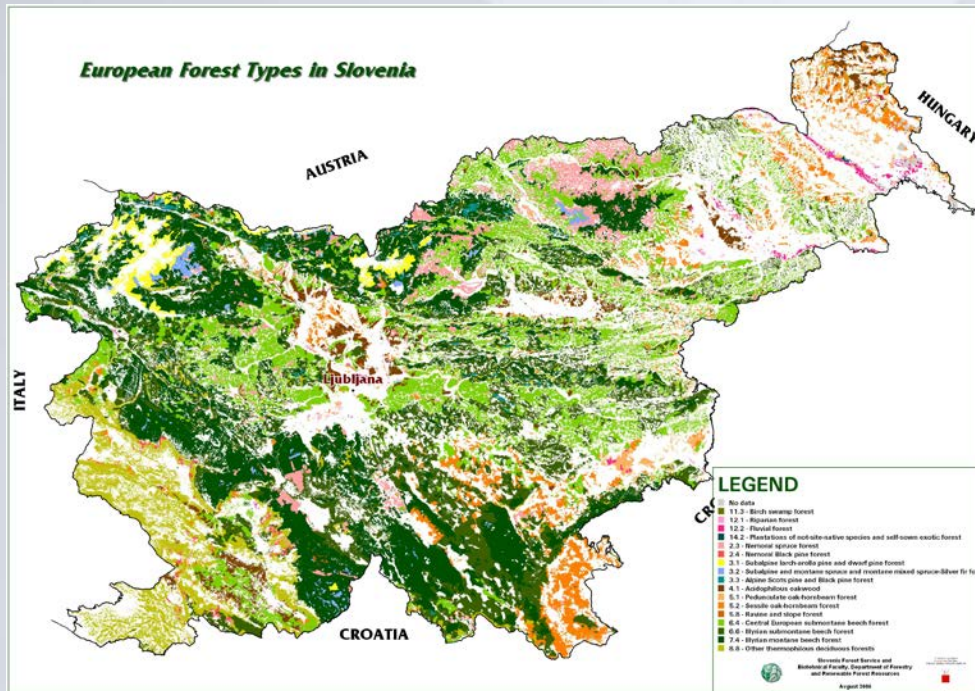 European Forest Types in Slovenia
AUSTRIA
HUNGARY
Ljubljana
ITALY
CROATIA
LEGEND
No data
11.3 - Birch swamp forest
12.1 - Riparian forest
12.2 - Fluvial forest
14.2 - Plantations of not-site-native species and self-sown exotic forest
2.3 - Nemoral spruce forest
2.4 - Nemoral Black pine forest
3.1 - Subalpine larch-arolla pine and dwarf pine forest
3.2 - Subalpine and montane spruce and montane mixed spruce-Silver fir fo
3.3 - Alpine Scots pine and Black pine forest
4.1 - Acidophilous oakwood
5.1 - Pedunculate oak-hornbeam forest
5.2 - Sessile oak-hornbeam forest
5.8 - Ravine and slope forest
6.4 - Central European submontane beech forest
6.6 - Illyrian submontane beech forest
7.4 - Illyrian montane beech forest
8.8 - Other thermophilous deciduous forests
Slovenia Forest Service and
Biotehnical Faculty, Department of Forestry
and Renewable Forest Resources
August 2006